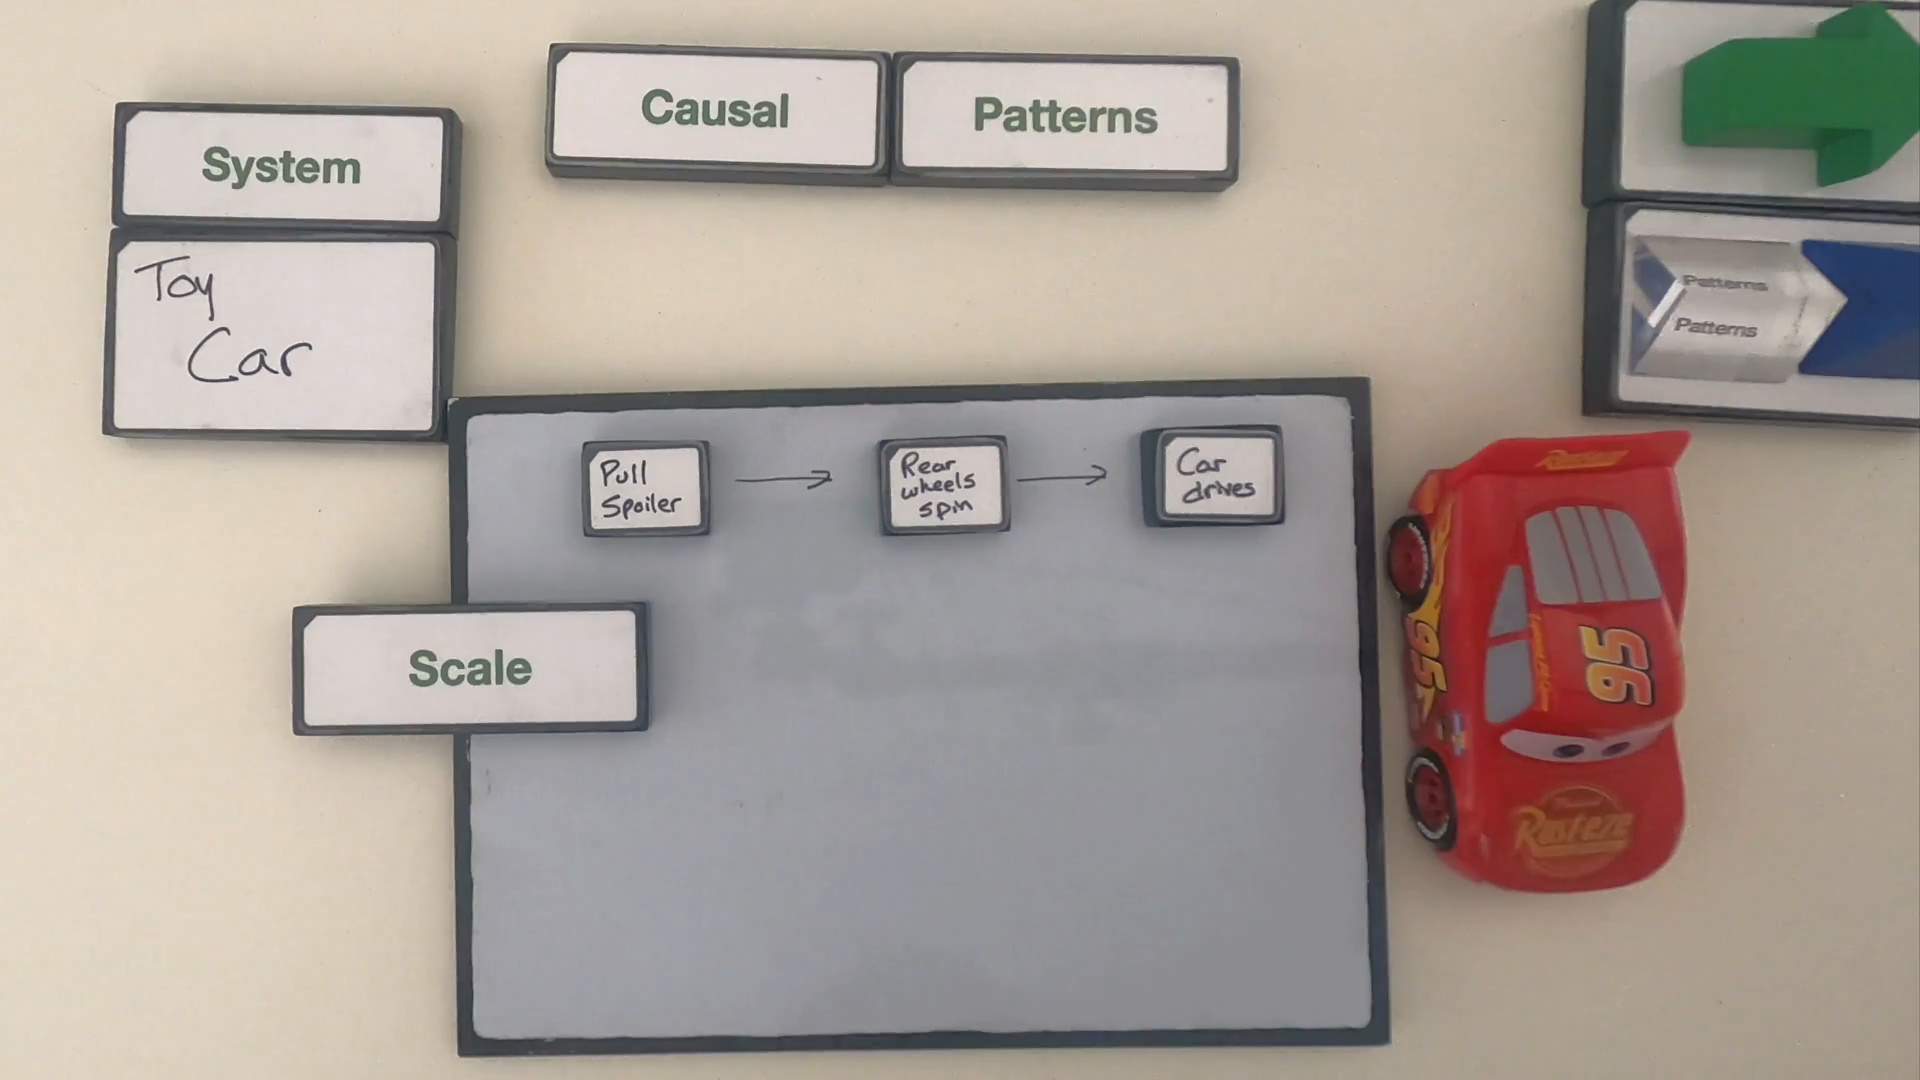 Causal
Patterns
System
Toy
Car
Patterns
Patterns
Pull
Spoiler
Rear
wheels
spin
Car
drives
Scale
95
95
Rusteze